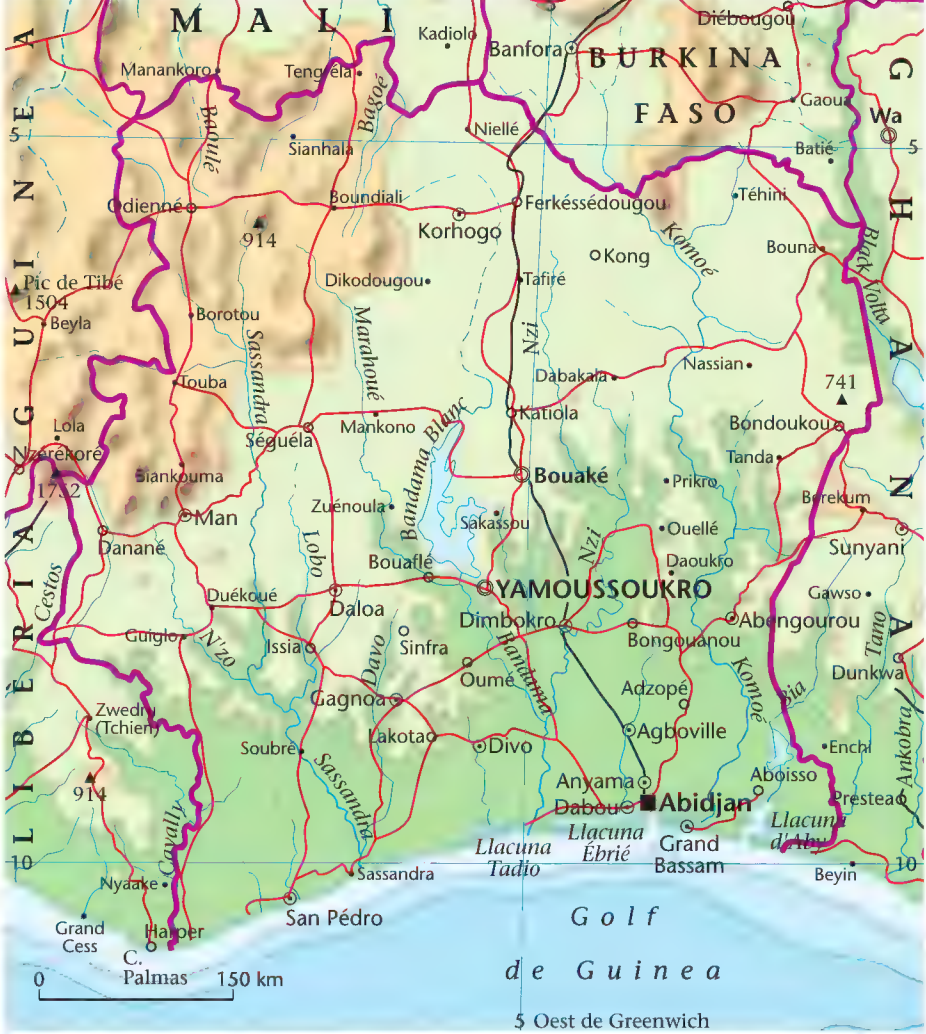 M A L I
5
Diébougou
Kadiolo
Banfora
BURKINA
FASO
Manankoro
Tengréla
Bagoé
Gaoua
G H A N A
Wa
Baoulé
Niellé
5
5
Sianhala
Batié
Téhini
Odienné
Boundiali
Ferkéssédougou
Korhogo
914
Komoé
Kong
Bouna
Black Volta
G U I N E A
Pic de Tibé
1504
Dikodougou
Tafiré
Beyla
Borotou
Sassandra
Marahoué
Nzi
Nassian
Touba
Dabakala
741
Lola
Séguéla
Mankono
Bandama Blanc
Katiola
Bondoukou
Nzérékoré
Tanda
1752
Siankouma
Bouaké
Prikro
Berekum
Zuénoula
Sakassou
Man
Ouellé
Danané
Lobo
Nzi
Sunyani
Bouaflé
Daoukro
Cestos
YAMOUSSOUKRO
Gawso
Duékoué
Daloa
Dimbokro
Abengourou
Guiglo
N'zo
Issia
Davo
Sinfra
Bandama
Bongouanou
Tano
Oumé
Komoé
Dunkwa
L I B E R I A
Gagnoa
Adzopé
Bia
Zwedru
(Tchien)
Lakota
Divo
Agboville
Ankobra
Soubré
Enchi
Sassandra
Anyama
Aboisso
914
Dabou
Abidjan
Prestea
Cavally
Llacuna
Ébrié
Llacuna
d'Aby
Llacuna
Tadio
Grand
Bassam
10
10
Sassandra
Beyin
Nyaake
San Pédro
Grand
Cess
Harper
Golf
de Guinea
C.
Palmas
0 150 km
5 Oest de Greenwich